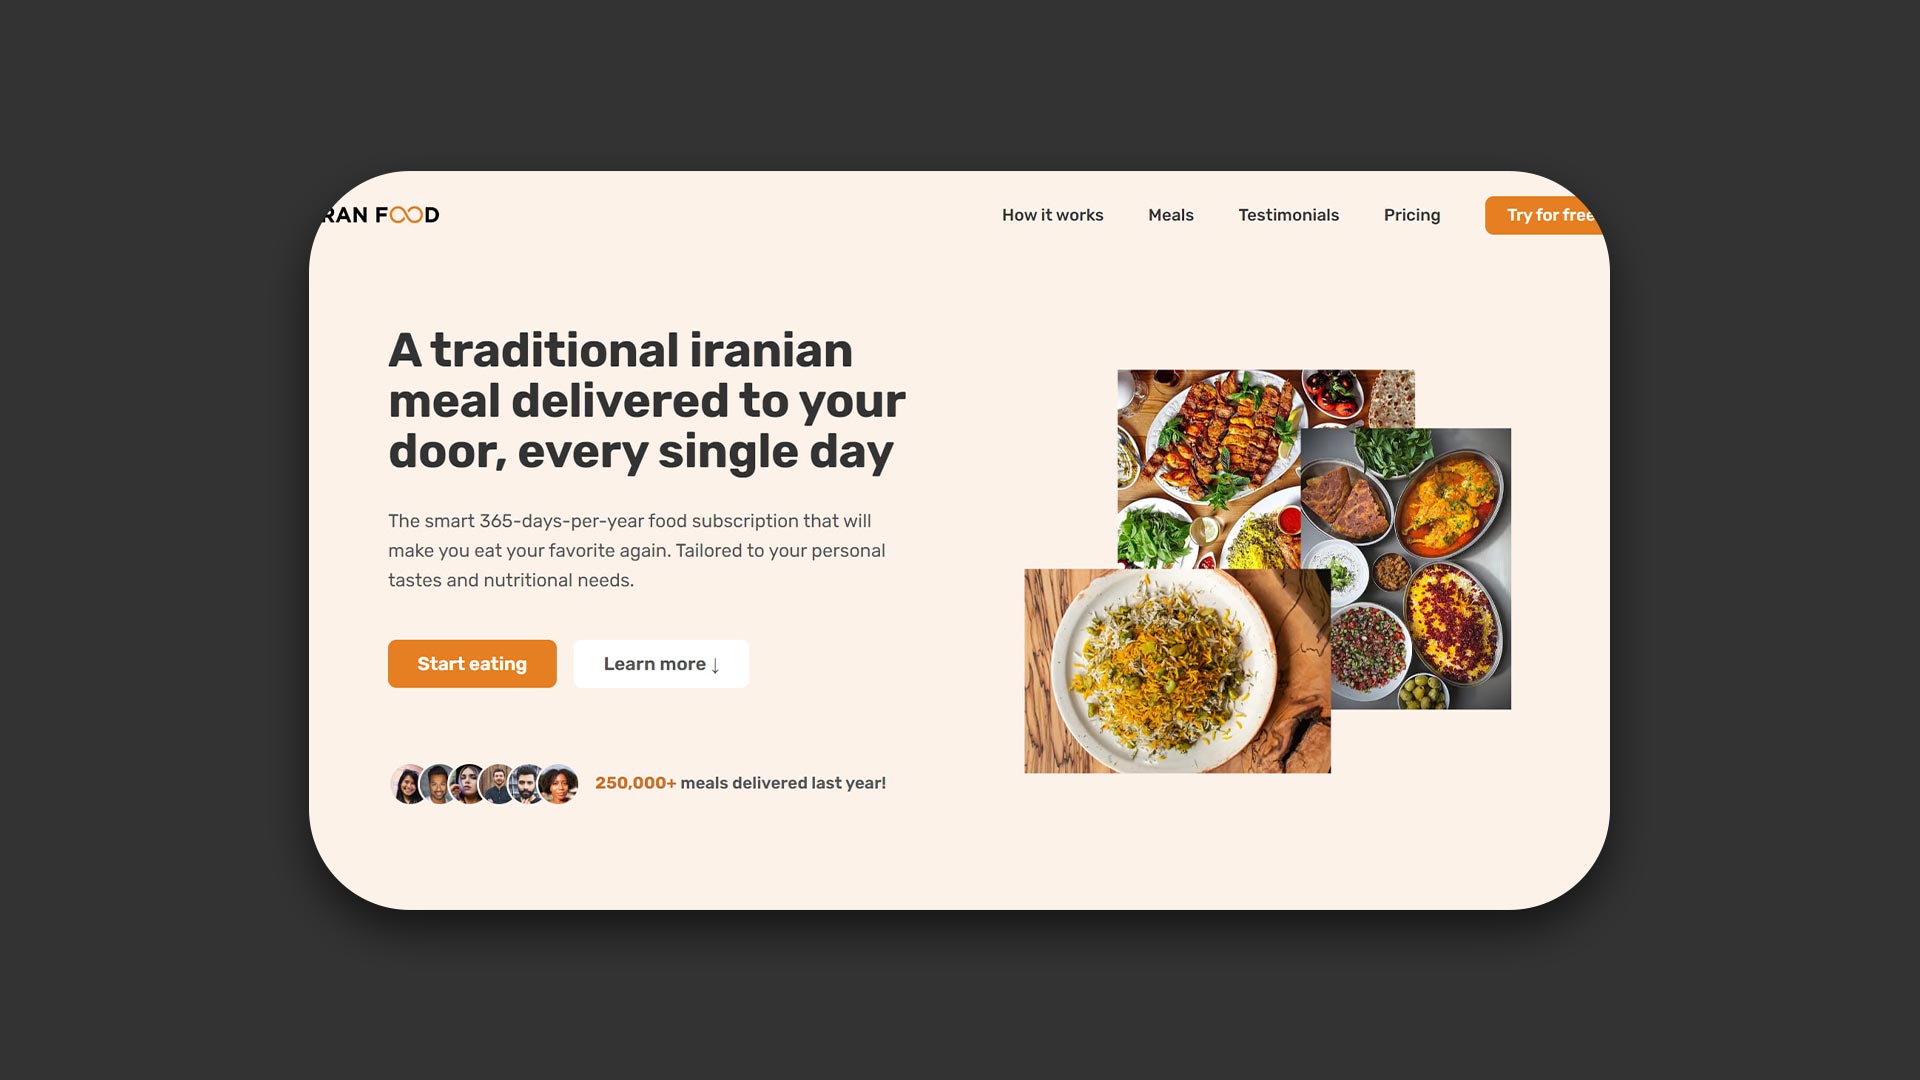 RAN FOOD
How it works
Meals
Testimonials
Pricing
Try for free
A traditional iranian
meal delivered to your
door, every single day
The smart 365-days-per-year food subscription that will
make you eat your favorite again. Tailored to your personal
tastes and nutritional needs.
Start eating
Learn more ↓
250,000+ meals delivered last year!